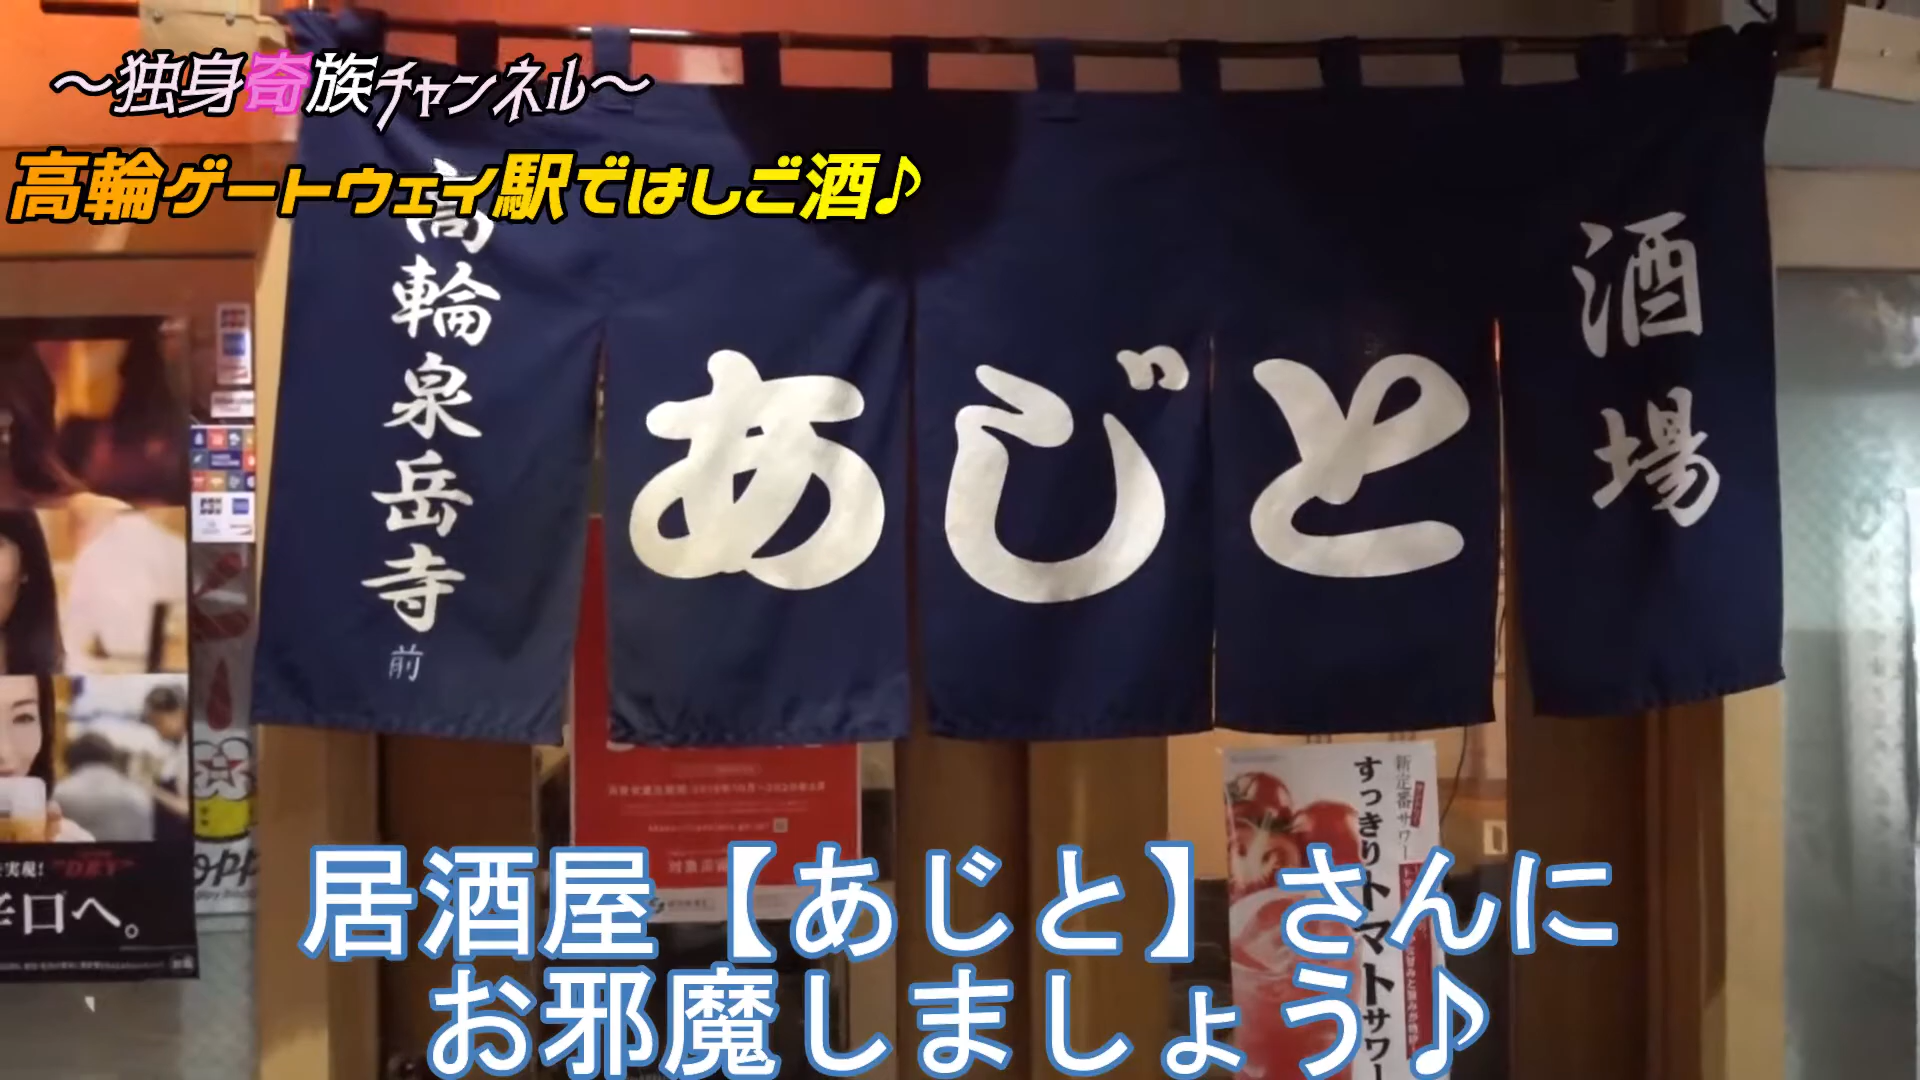 ～独身奇族チャンネル～
高輪ゲートウェイ駅ではしご酒♪
高輪泉岳寺前
あじと
酒場
新定番サワー
すっきりトマトサワー
実現! "DRY"
辛口へ。
居酒屋【あじと】さんに
お邪魔しましょう♪